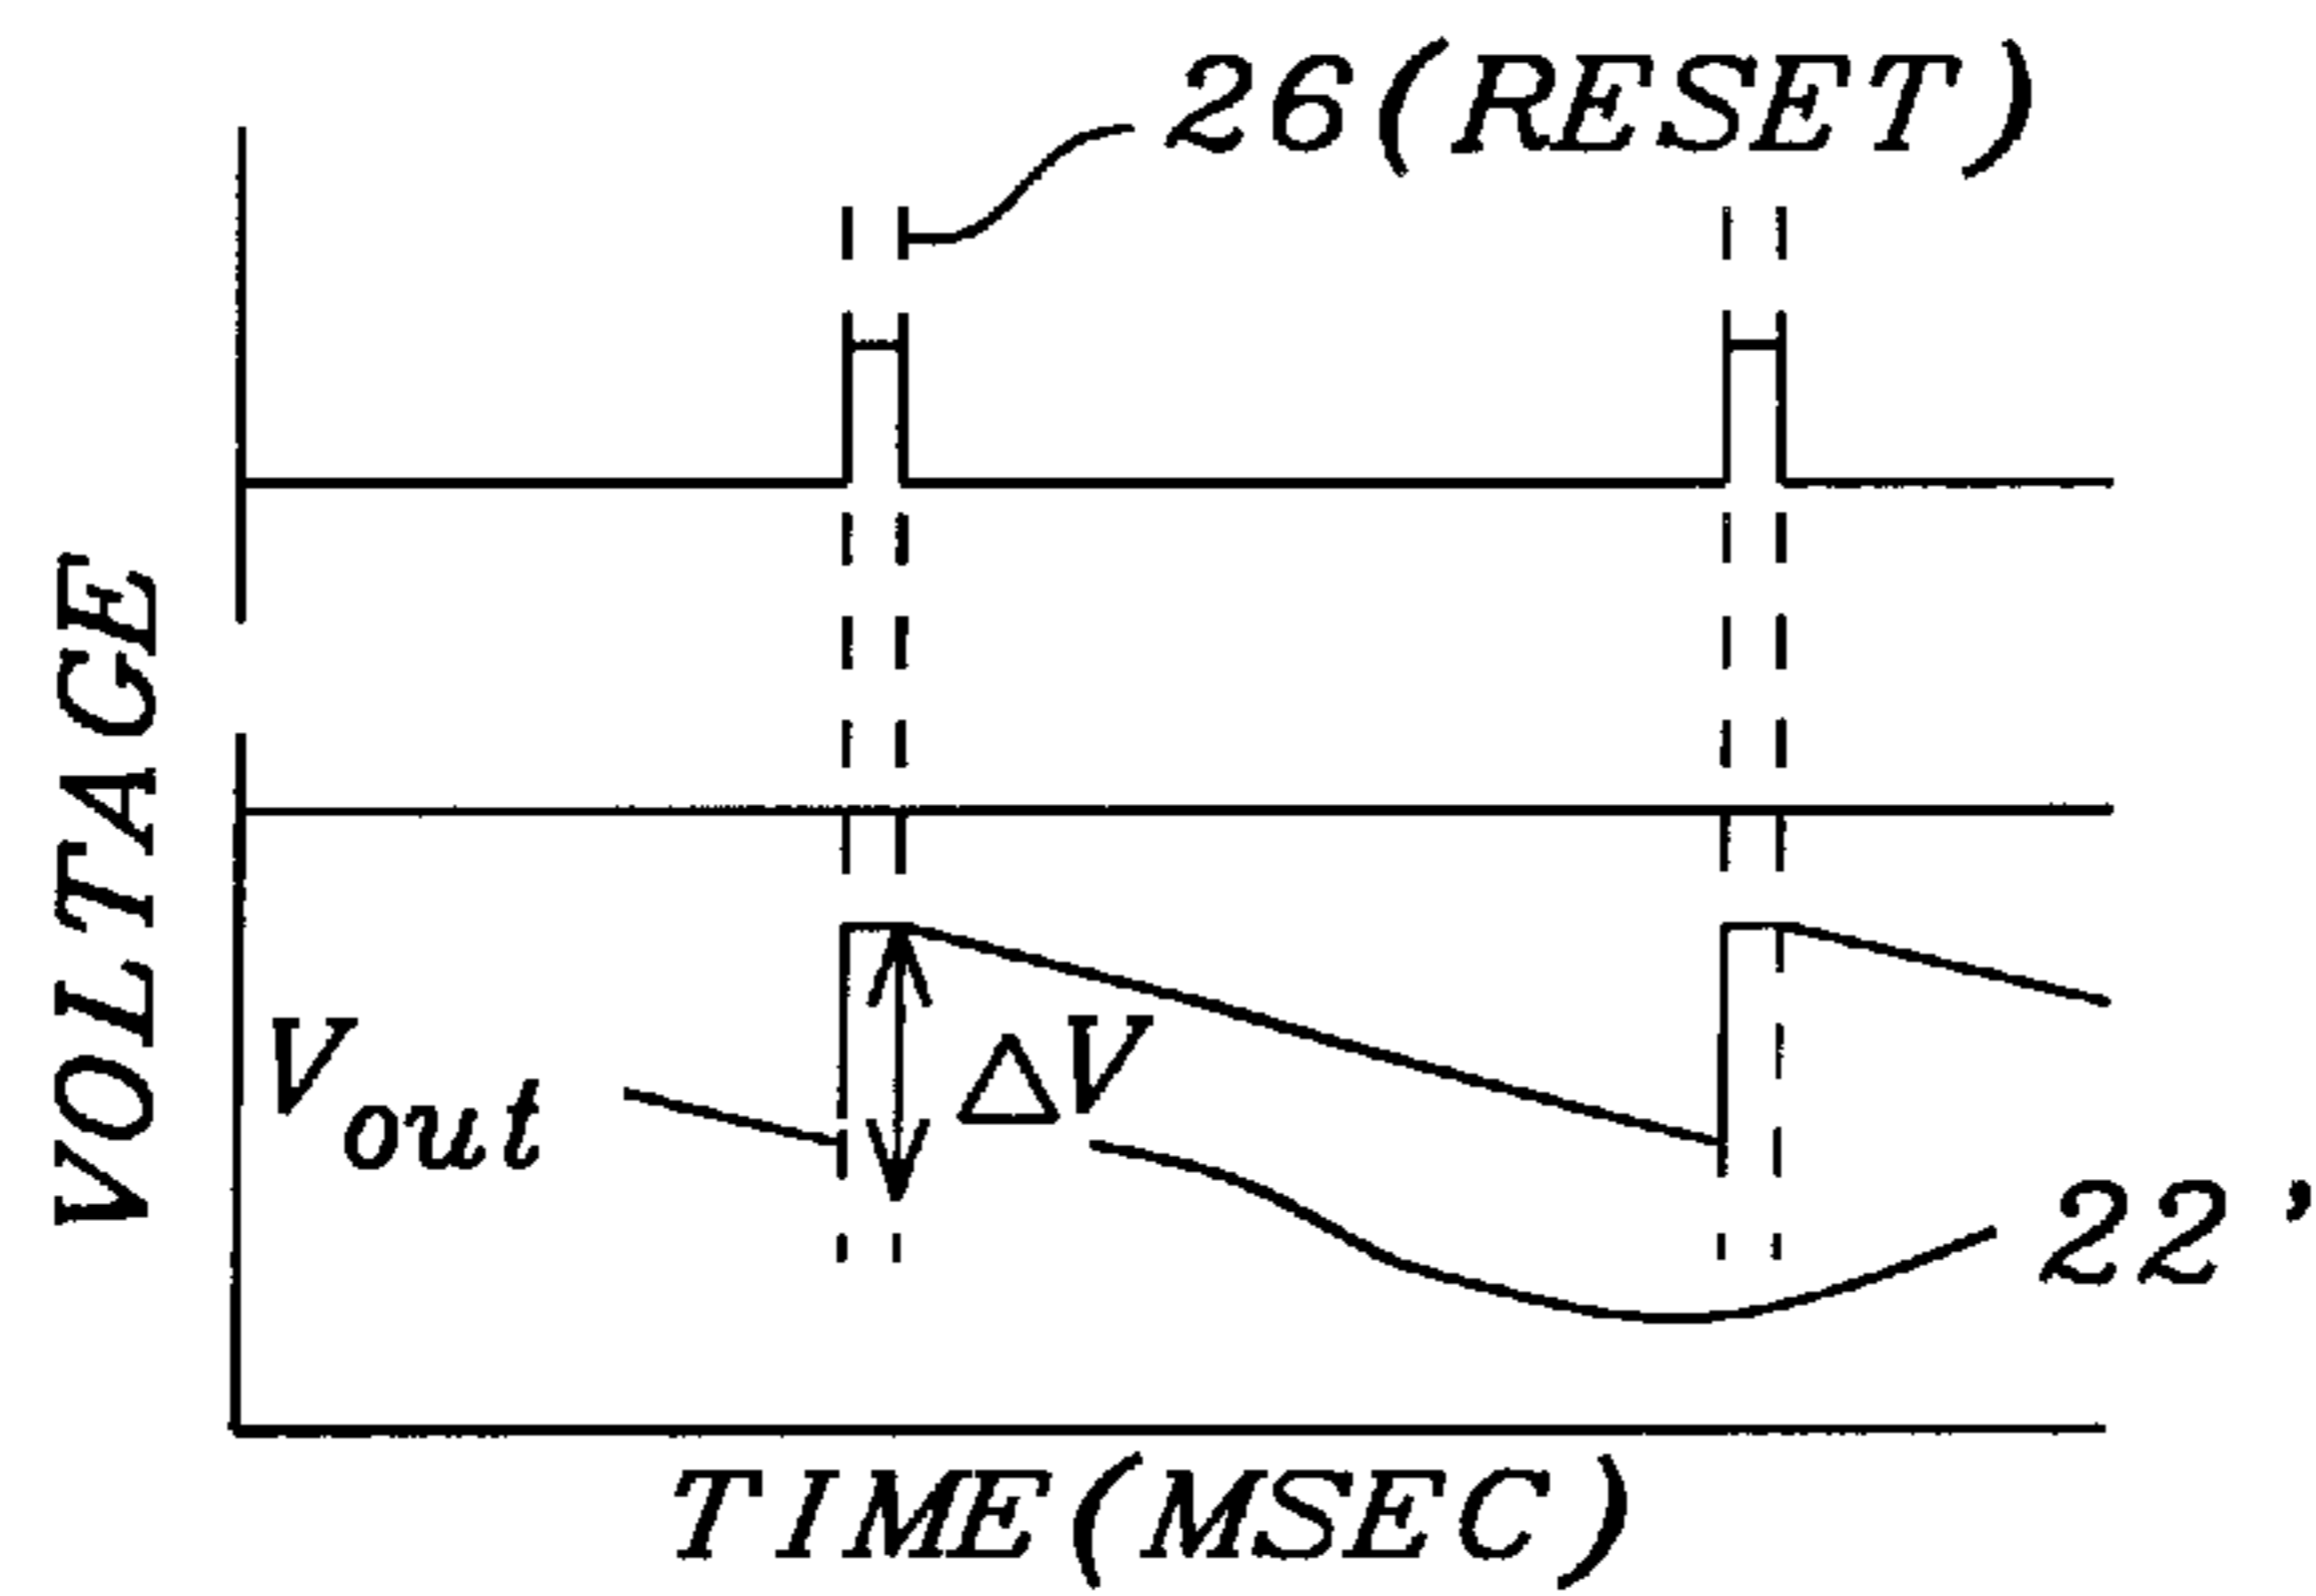 26(RESET)
VOLTAGE
Vout
ΔV
22'
TIME(MSEC)